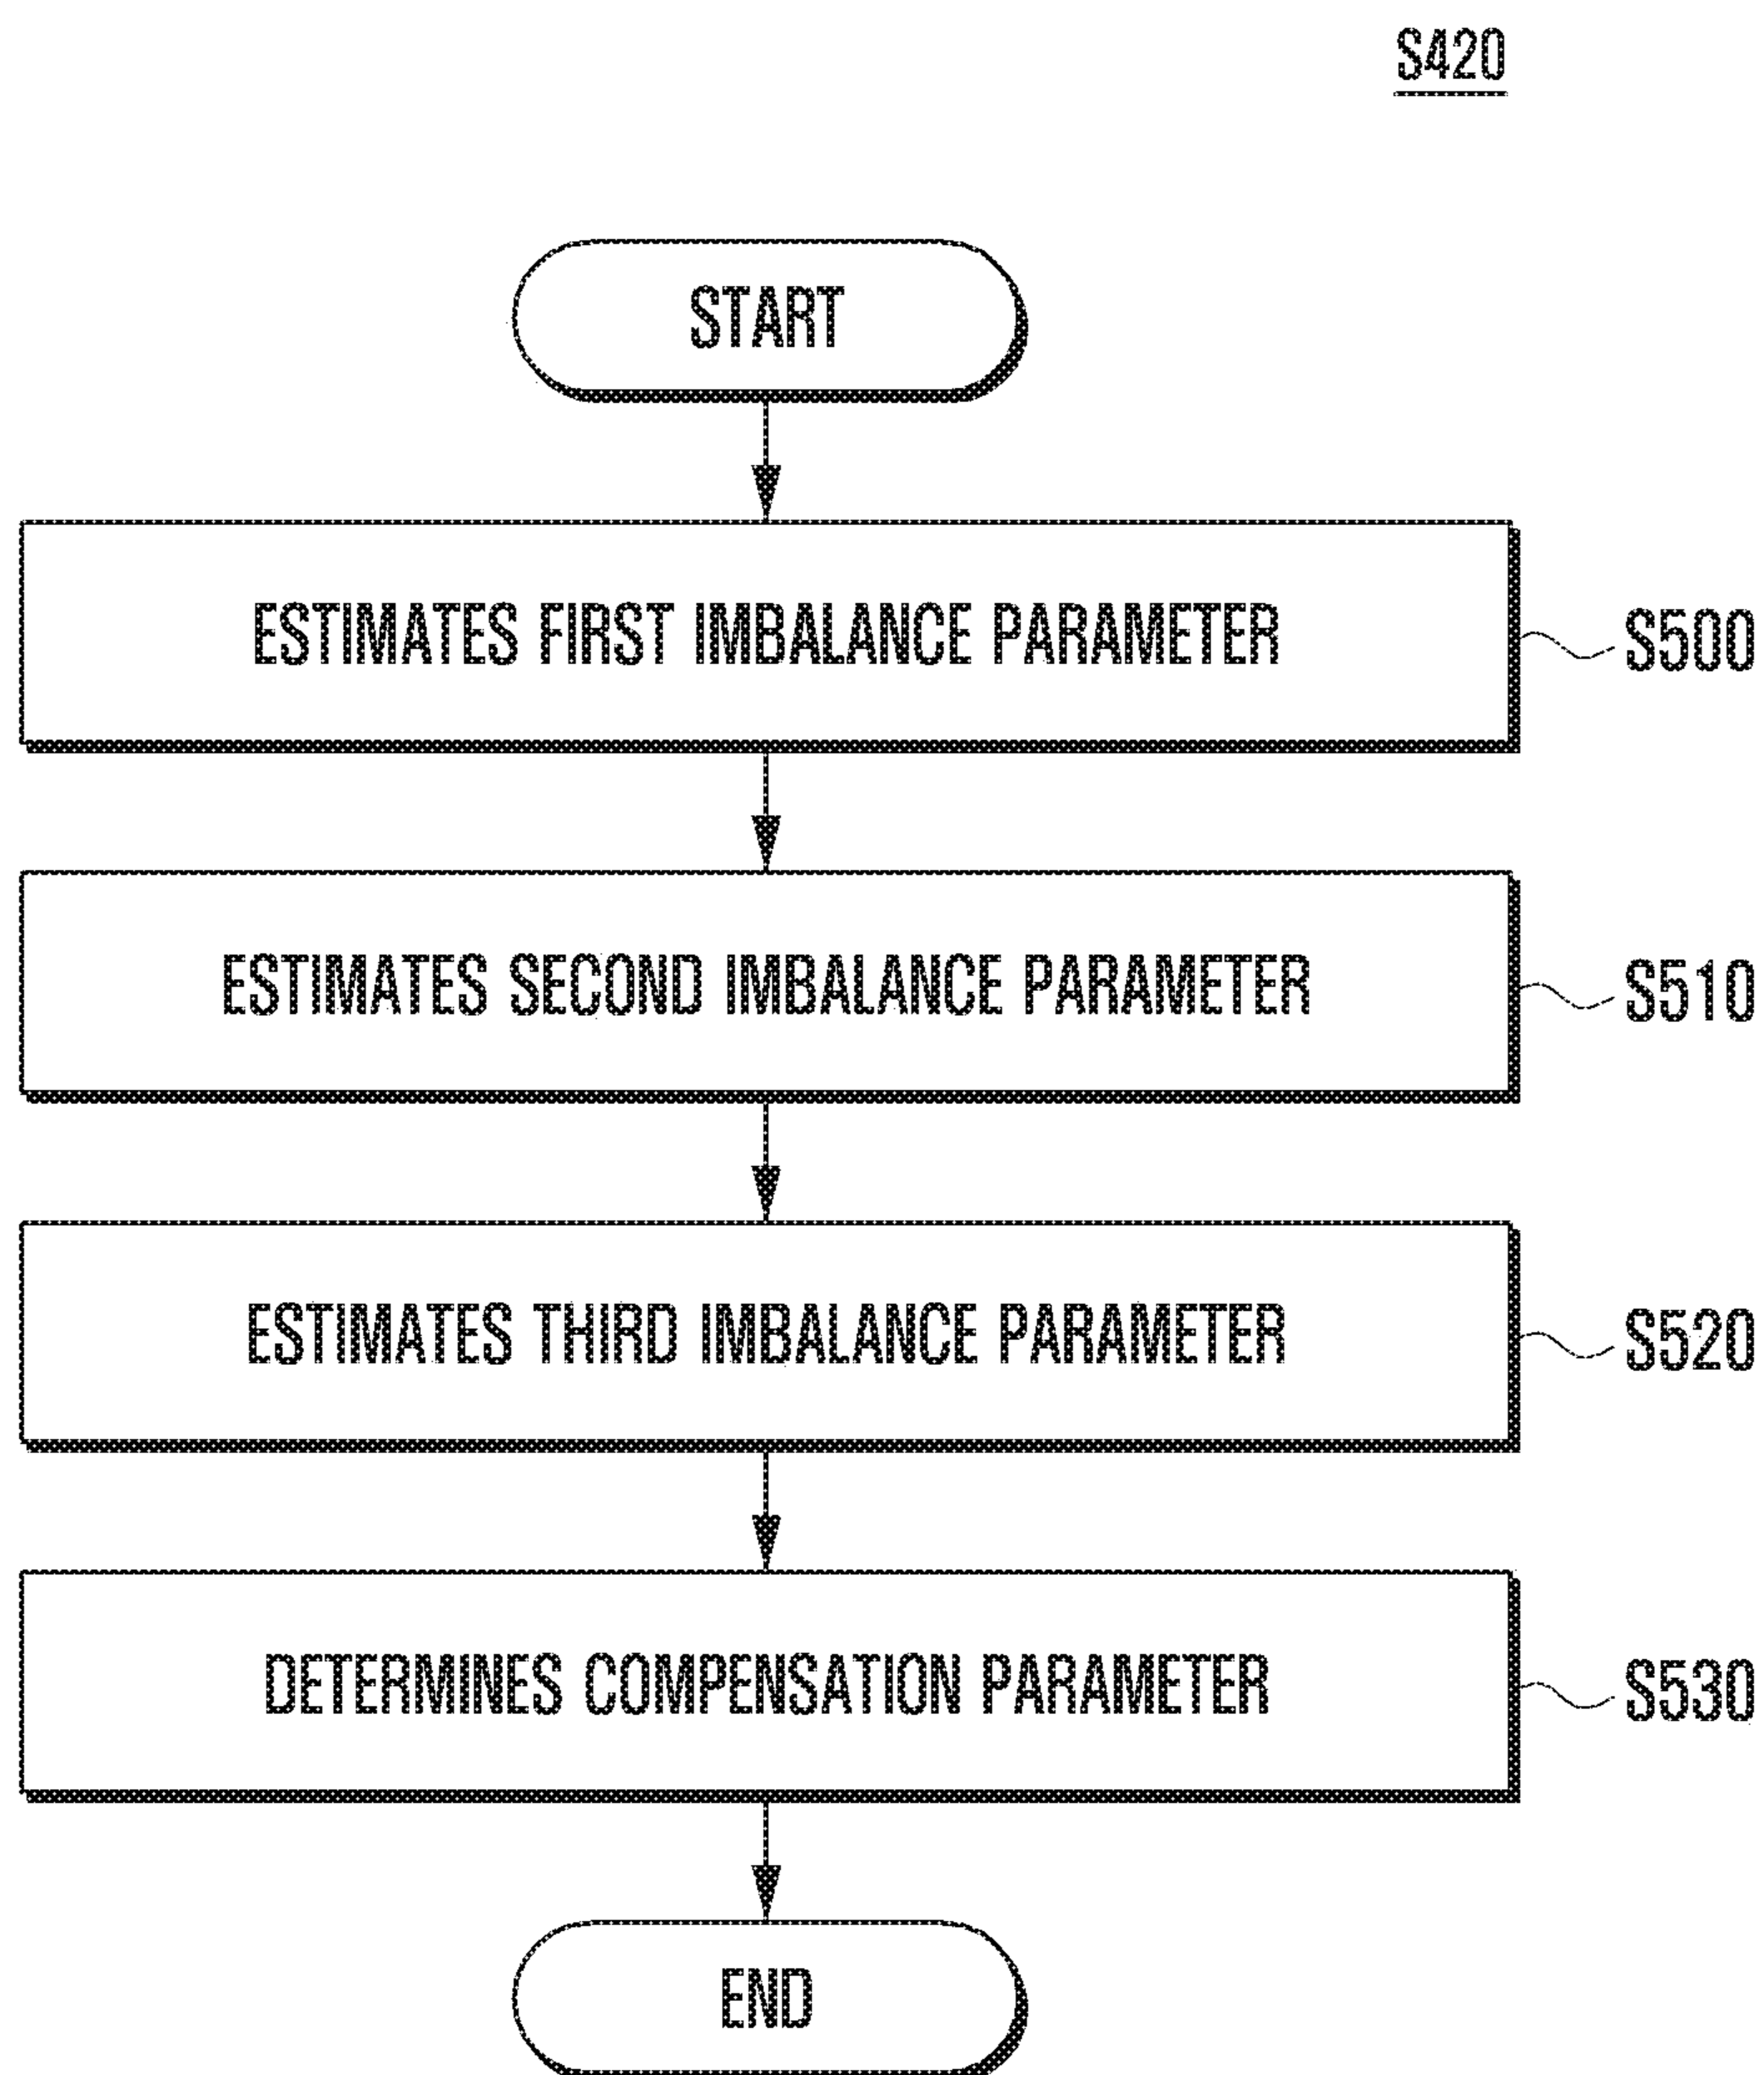 S420
START
ESTIMATES FIRST IMBALANCE PARAMETER
S500
ESTIMATES SECOND IMBALANCE PARAMETER
S510
ESTIMATES THIRD IMBALANCE PARAMETER
S520
DETERMINES COMPENSATION PARAMETER
S530
END